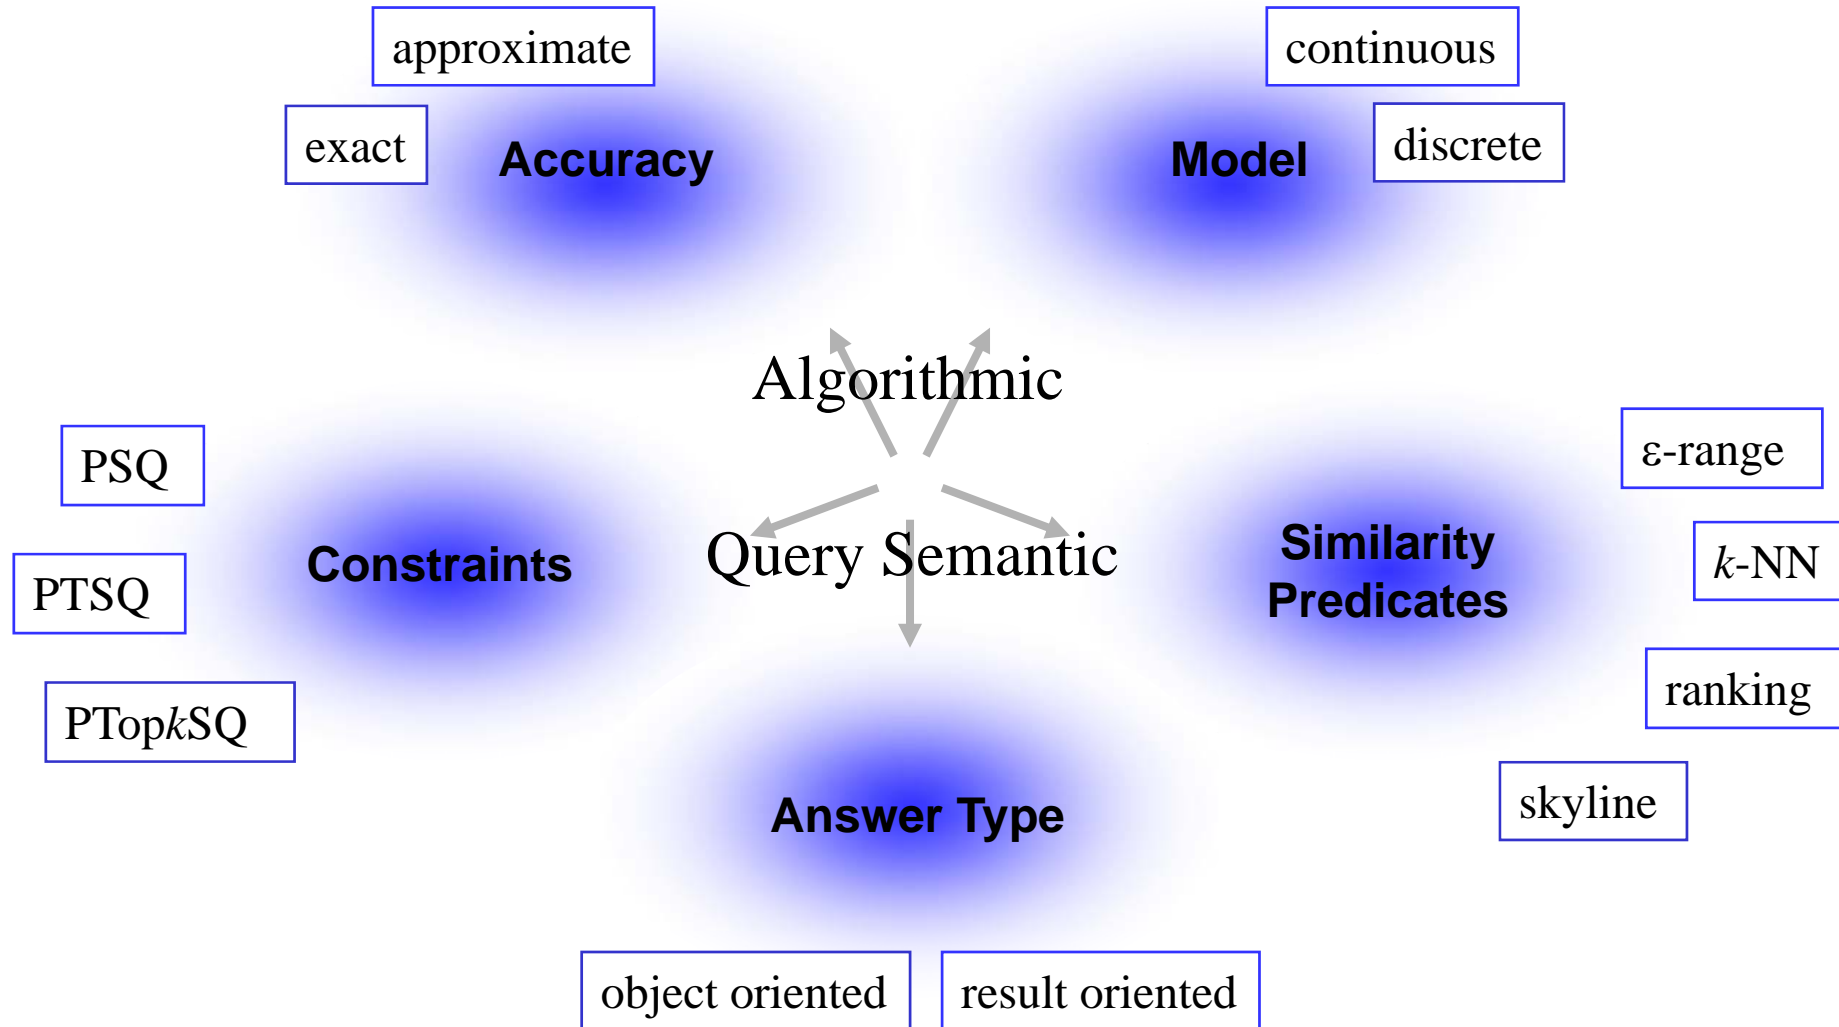 approximate
continuous
exact
Accuracy
Model
discrete
Algorithmic
PSQ
ε-range
Constraints
Query Semantic
Similarity
Predicates
k-NN
PTSQ
ranking
PTopkSQ
skyline
Answer Type
object oriented
result oriented